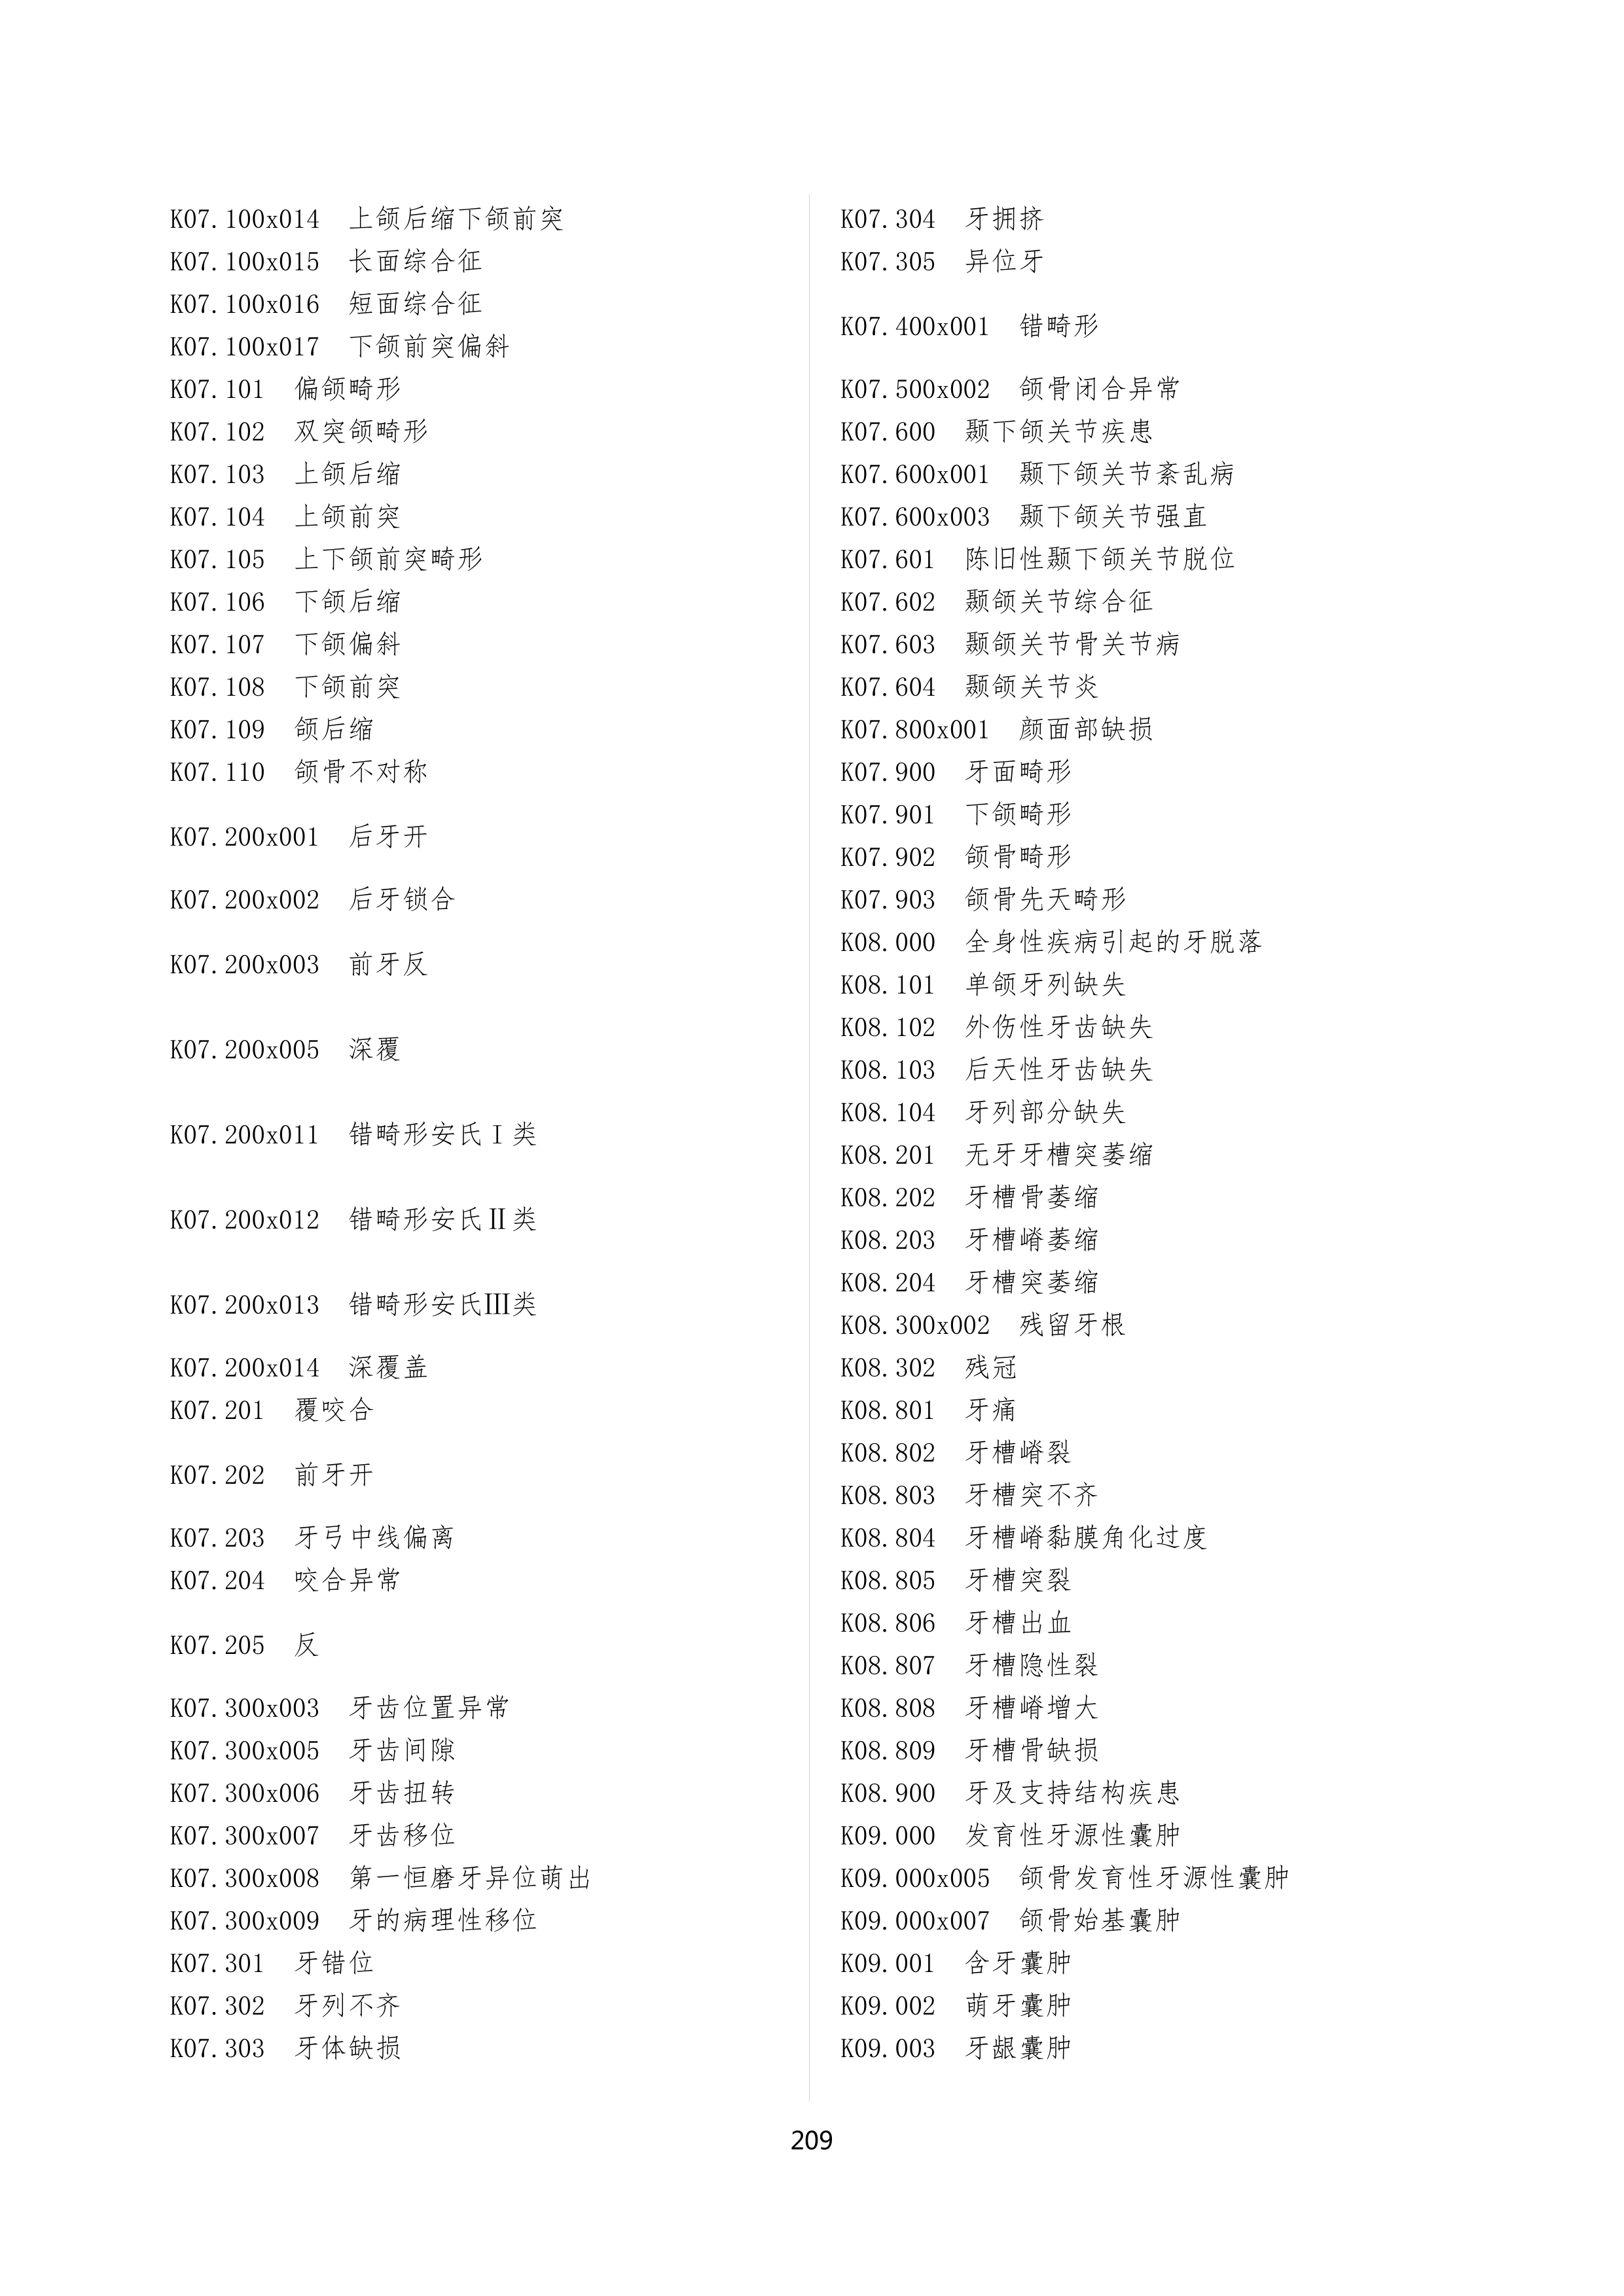 K07.100x014 上颌后缩下颌前突
K07.100x015 长面综合征
K07.100x016 短面综合征
K07.100x017 下颌前突偏斜
K07.101 偏颌畸形
K07.102 双突颌畸形
K07.103 上颌后缩
K07.104 上颌前突
K07.105 上下颌前突畸形
K07.106 下颌后缩
K07.107 下颌偏斜
K07.108 下颌前突
K07.109 颌后缩
K07.110 颌骨不对称
K07.200x001 后牙开
K07.200x002 后牙锁合
K07.200x003 前牙反
K07.200x005 深覆
K07.200x011 错畸形安氏Ⅰ类
K07.200x012 错畸形安氏Ⅱ类
K07.200x013 错畸形安氏Ⅲ类
K07.200x014 深覆盖
K07.201 覆咬合
K07.202 前牙开
K07.203 牙弓中线偏离
K07.204 咬合异常
K07.205 反
K07.300x003 牙齿位置异常
K07.300x005 牙齿间隙
K07.300x006 牙齿扭转
K07.300x007 牙齿移位
K07.300x008 第一恒磨牙异位萌出
K07.300x009 牙的病理性移位
K07.301 牙错位
K07.302 牙列不齐
K07.303 牙体缺损
K07.304 牙拥挤
K07.305 异位牙
K07.400x001 错畸形
K07.500x002 颌骨闭合异常
K07.600 颞下颌关节疾患
K07.600x001 颞下颌关节紊乱病
K07.600x003 颞下颌关节强直
K07.601 陈旧性颞下颌关节脱位
K07.602 颞颌关节综合征
K07.603 颞颌关节骨关节病
K07.604 颞颌关节炎
K07.800x001 颜面部缺损
K07.900 牙面畸形
K07.901 下颌畸形
K07.902 颌骨畸形
K07.903 颌骨先天畸形
K08.000 全身性疾病引起的牙脱落
K08.101 单颌牙列缺失
K08.102 外伤性牙齿缺失
K08.103 后天性牙齿缺失
K08.104 牙列部分缺失
K08.201 无牙牙槽突萎缩
K08.202 牙槽骨萎缩
K08.203 牙槽嵴萎缩
K08.204 牙槽突萎缩
K08.300x002 残留牙根
K08.302 残冠
K08.801 牙痛
K08.802 牙槽嵴裂
K08.803 牙槽突不齐
K08.804 牙槽嵴黏膜角化过度
K08.805 牙槽突裂
K08.806 牙槽出血
K08.807 牙槽隐性裂
K08.808 牙槽嵴增大
K08.809 牙槽骨缺损
K08.900 牙及支持结构疾患
K09.000 发育性牙源性囊肿
K09.000x005 颌骨发育性牙源性囊肿
K09.000x007 颌骨始基囊肿
K09.001 含牙囊肿
K09.002 萌牙囊肿
K09.003 牙龈囊肿
209